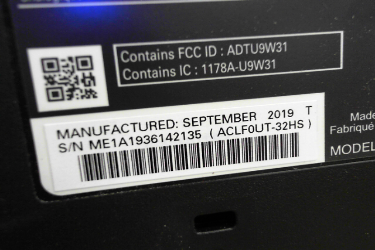 Contains FCC ID : ADTU9W31
Contains IC : 1178A-U9W31
MANUFACTURED: SEPTEMBER 2019 T
S/N ME1A1936142135 ( ACLF0UT-32HS )
Made
Fabriqué
MODEL